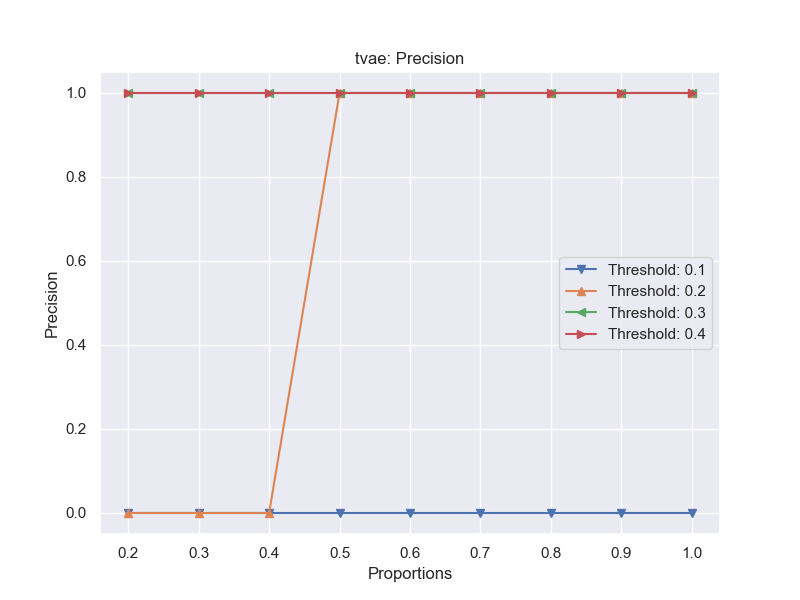 tvae: Precision
1.0
0.8
0.6
0.4
0.2
0.0
Precision
Threshold: 0.1
Threshold: 0.2
Threshold: 0.3
Threshold: 0.4
0.2 0.3 0.4 0.5 0.6 0.7 0.8 0.9 1.0
Proportions